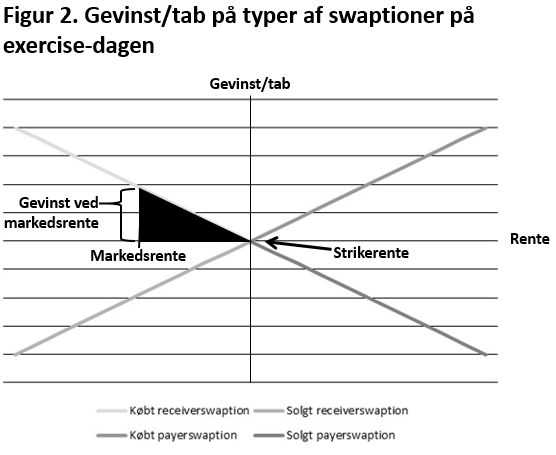 Figur 2. Gevinst/tab på typer af swaptioner på
exercise-dagen
Gevinst/tab
Gevinst ved
markedsrente
Markedsrente
Strikerente
Rente
Købt receiverswaption
Solgt receiverswaption
Købt payerswaption
Solgt payerswaption